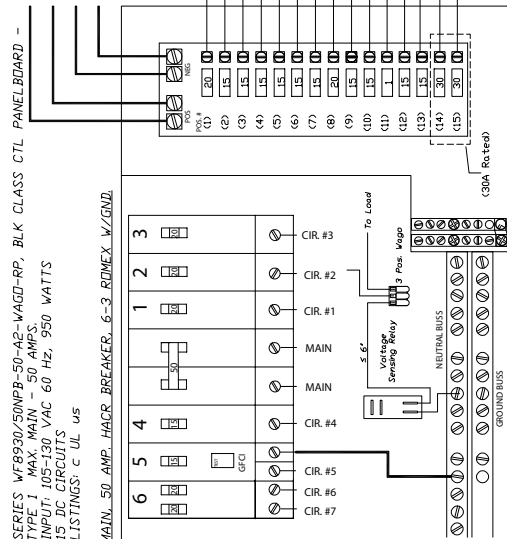 SERIES WF8930/50NPB-50-A2-WAGO-RP, BLK CLASS CTL PANELBOARD -
TYPE 1 MAX. MAIN - 50 AMPS.
INPUT: 105-130 VAC 60 Hz, 950 WATTS
15 DC CIRCUITS
LISTINGS: c UL us
MAIN, 50 AMP. HACR BREAKER, 6-3 ROMEX W/GND.
NEG
POS
POS. #
20 15 15 15 15 15 15 20 15 15 1 15 15 30 30
(1) (2) (3) (4) (5) (6) (7) (8) (9) (10) (11) (12) (13) (14) (15)
(30A Rated)
3 20 CIR. #3
2 20 CIR. #2
1 20 CIR. #1
50 MAIN
MAIN
4 15 CIR. #4
5 15 TEST GFCI CIR. #5
6 20 CIR. #6
20 CIR. #7
To Load
3 Pos. Wago
≤ 6"
Voltage
Sensing Relay
NEUTRAL BUSS
GROUND BUSS